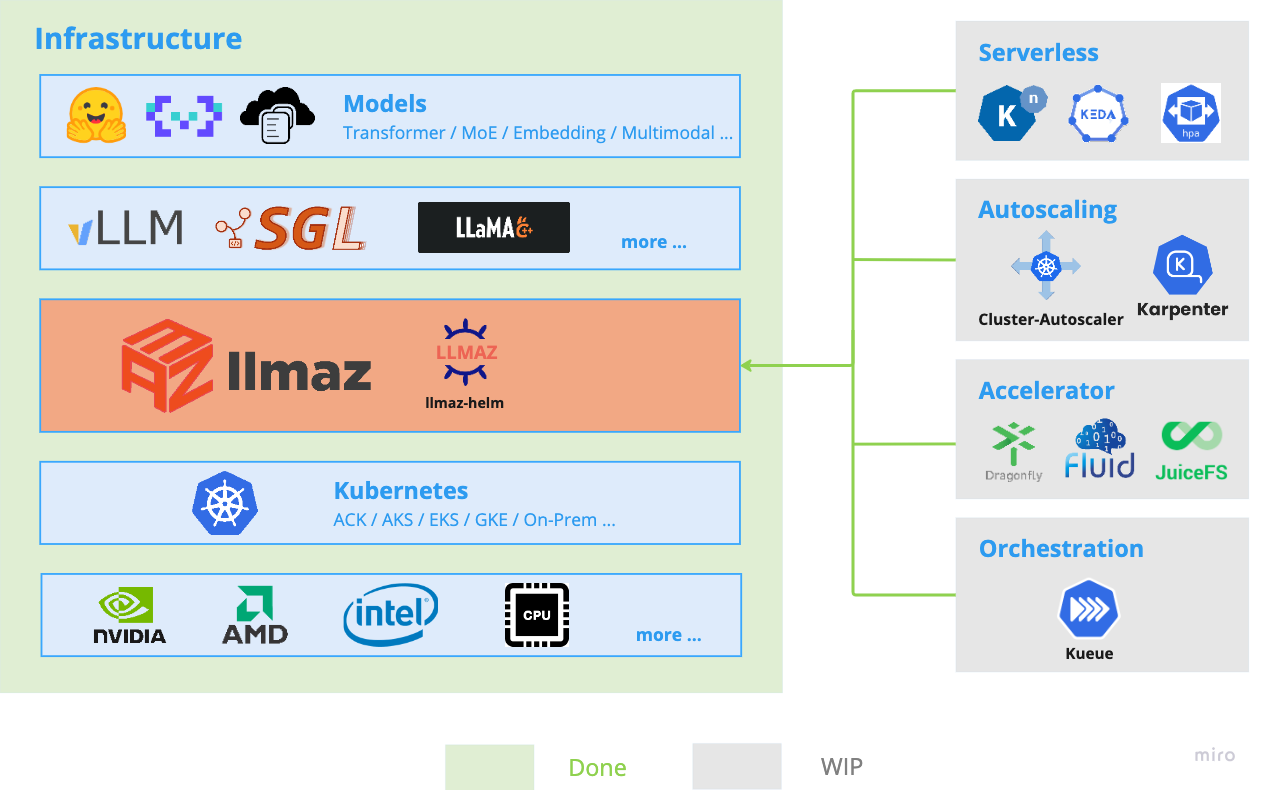 Infrastructure
Models
Transformer / MoE / Embedding / Multimodal ...
vLLM
SGL
LLaMA C++
more ...
llmaz
LLMAZ
llmaz-helm
Kubernetes
ACK / AKS / EKS / GKE / On-Prem ...
NVIDIA
AMD
intel
CPU
more ...
Serverless
K n
KEDA
hpa
Autoscaling
Cluster-Autoscaler
K
Karpenter
Accelerator
Dragonfly
Fluid
JuiceFS
Orchestration
Kueue
Done
WIP
miro